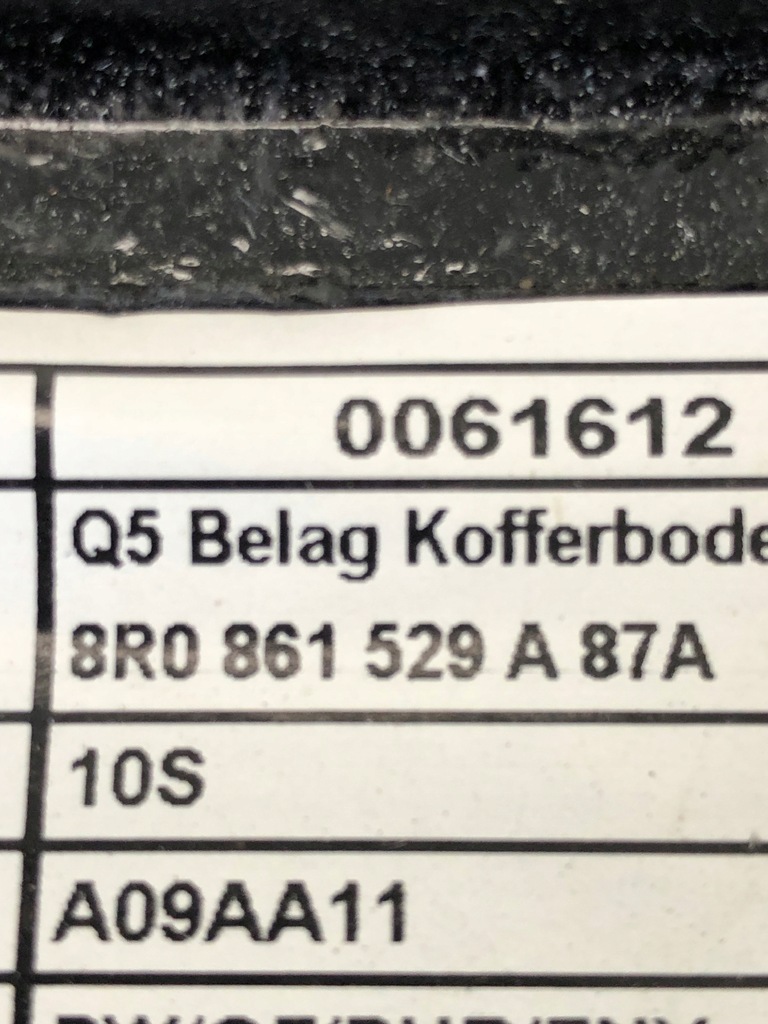 0061612
Q5 Belag Kofferbode
8R0 861 529 A 87A
10S
A09AA11